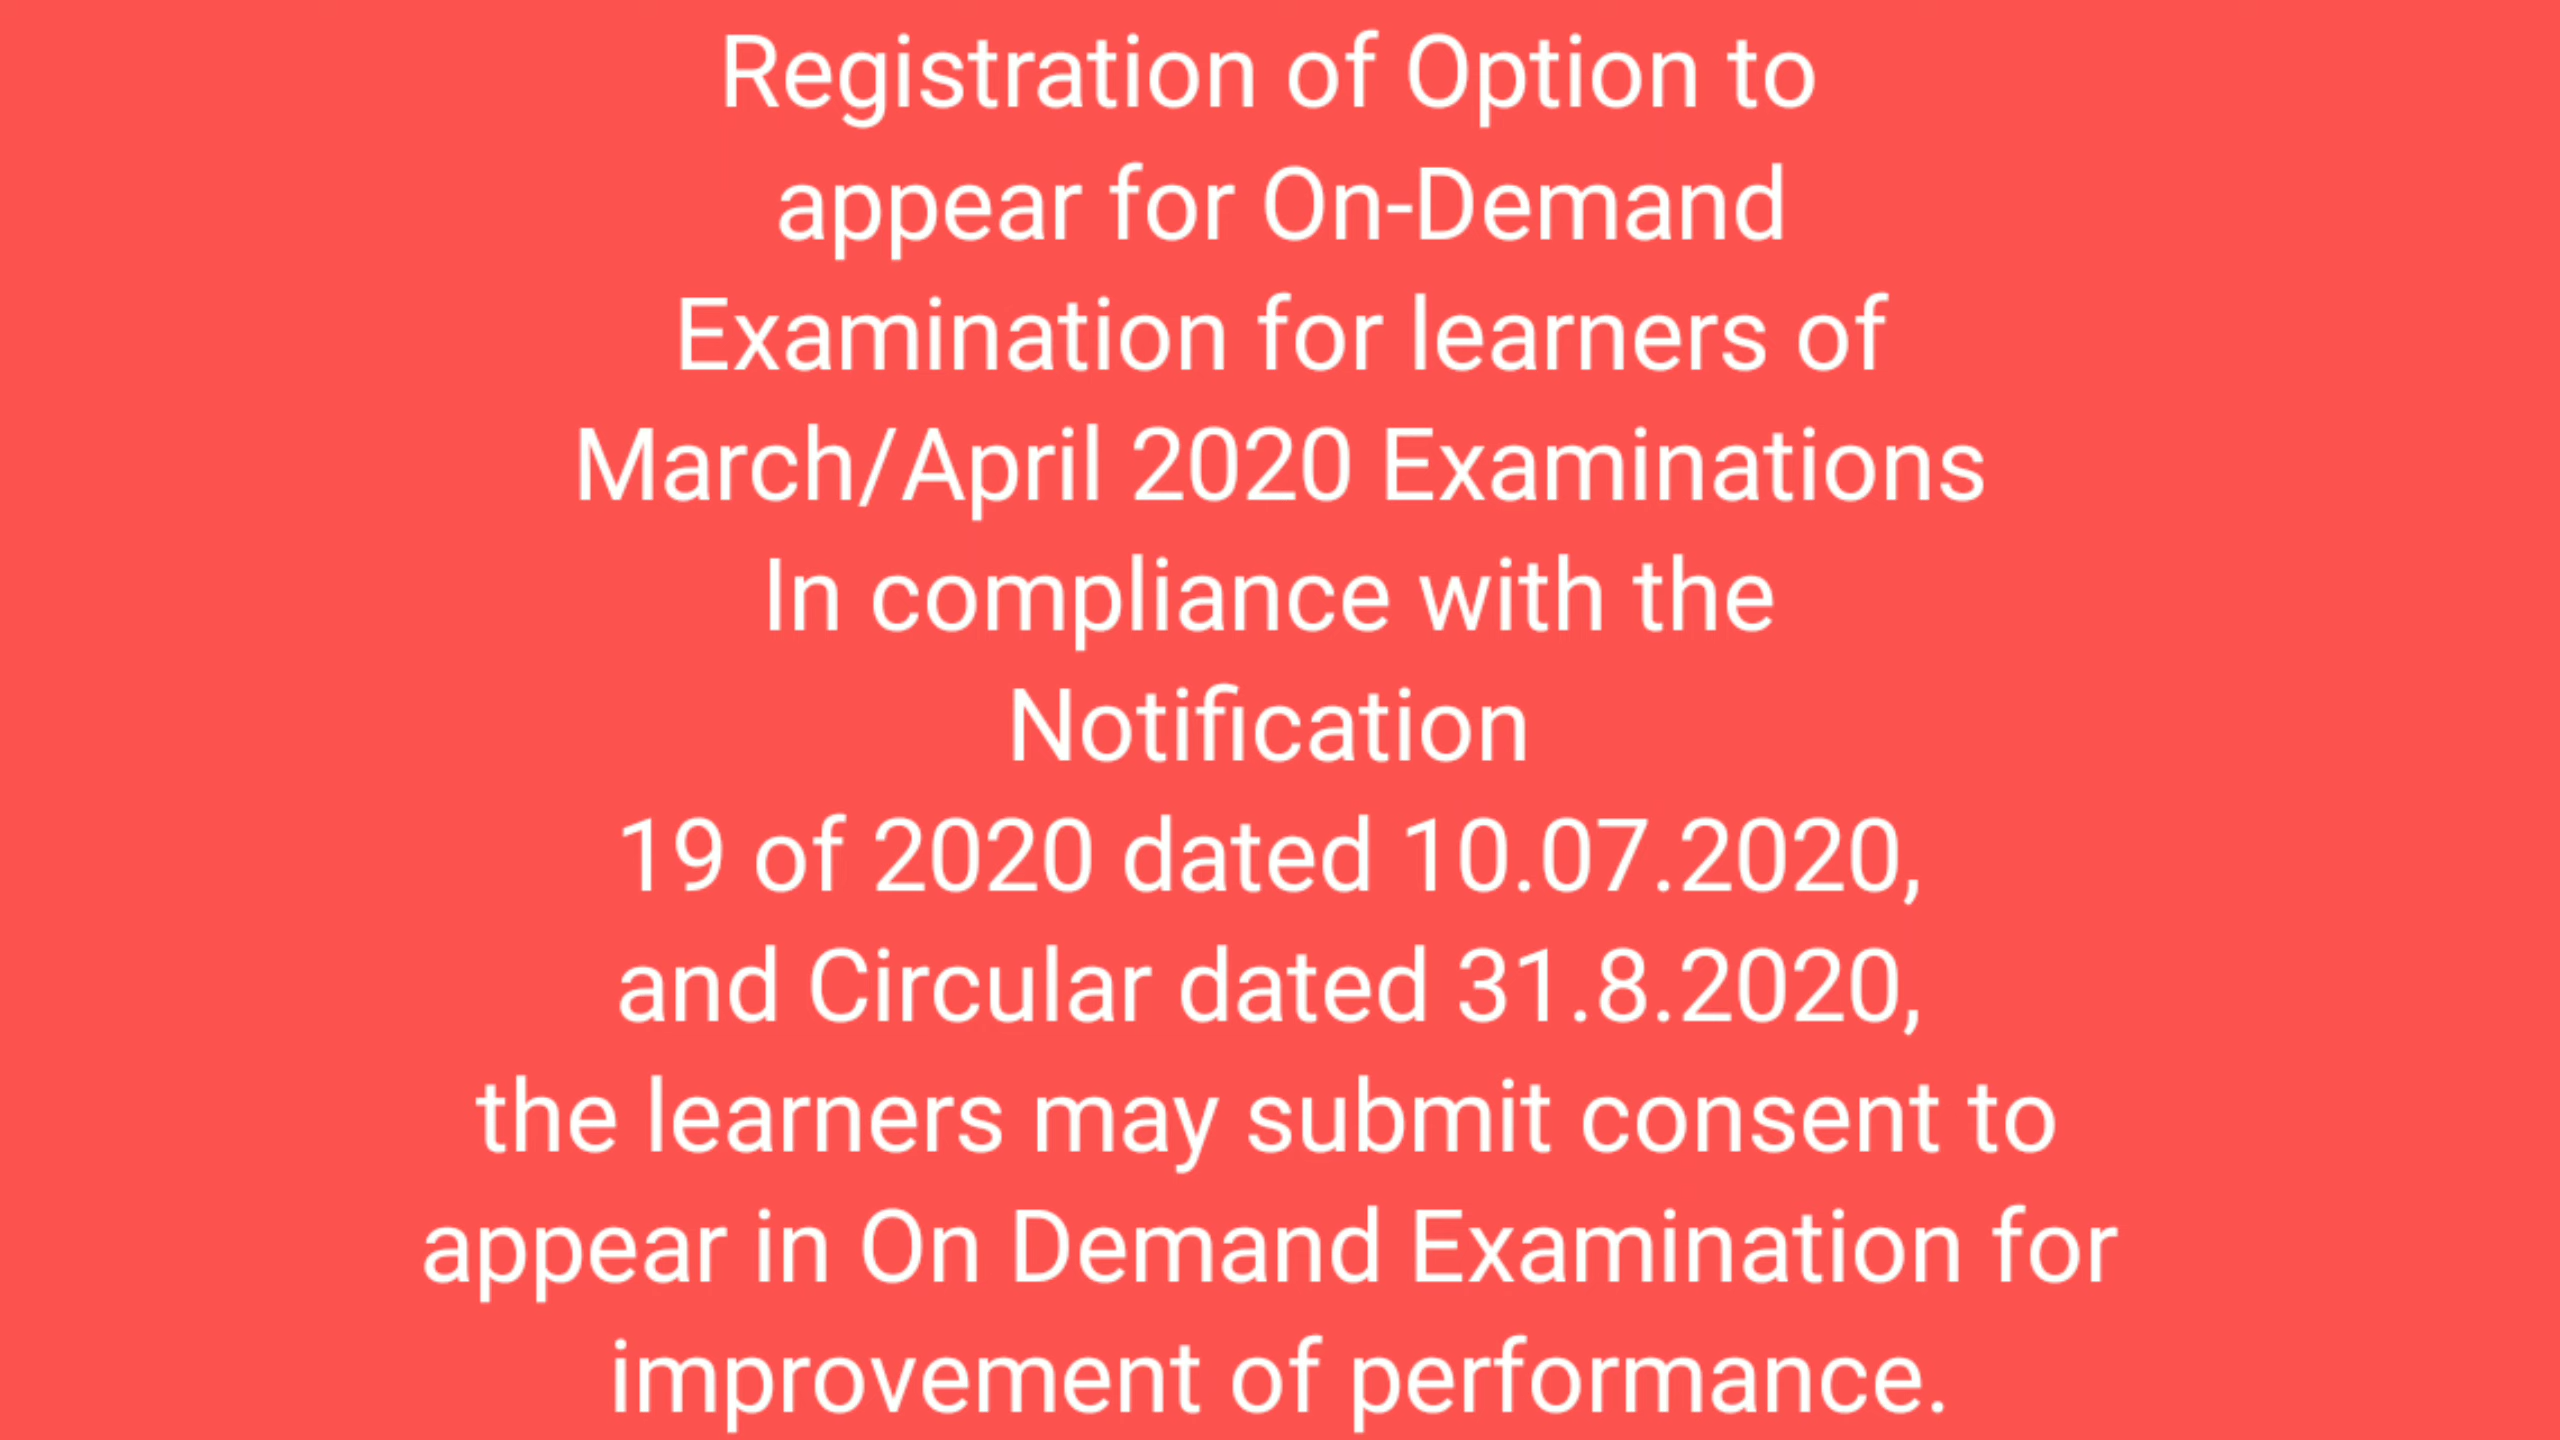 Registration of Option to
appear for On-Demand
Examination for learners of
March/April 2020 Examinations
In compliance with the
Notification
19 of 2020 dated 10.07.2020,
and Circular dated 31.8.2020,
the learners may submit consent to
appear in On Demand Examination for
improvement of performance.